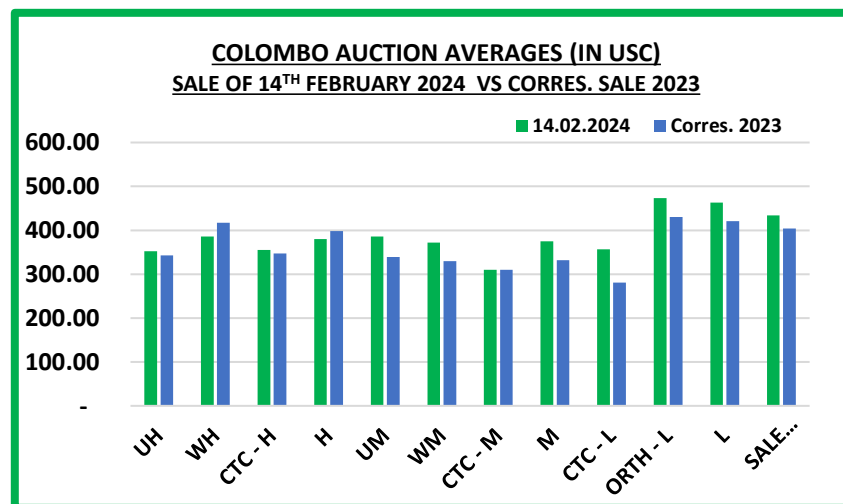 COLOMBO AUCTION AVERAGES (IN USC)
SALE OF 14TH FEBRUARY 2024 VS CORRES. SALE 2023
14.02.2024 Corres. 2023
600.00
500.00
400.00
300.00
200.00
100.00
-
UH WH CTC - H H UM WM CTC - M M CTC - L ORTH - L L SALE...